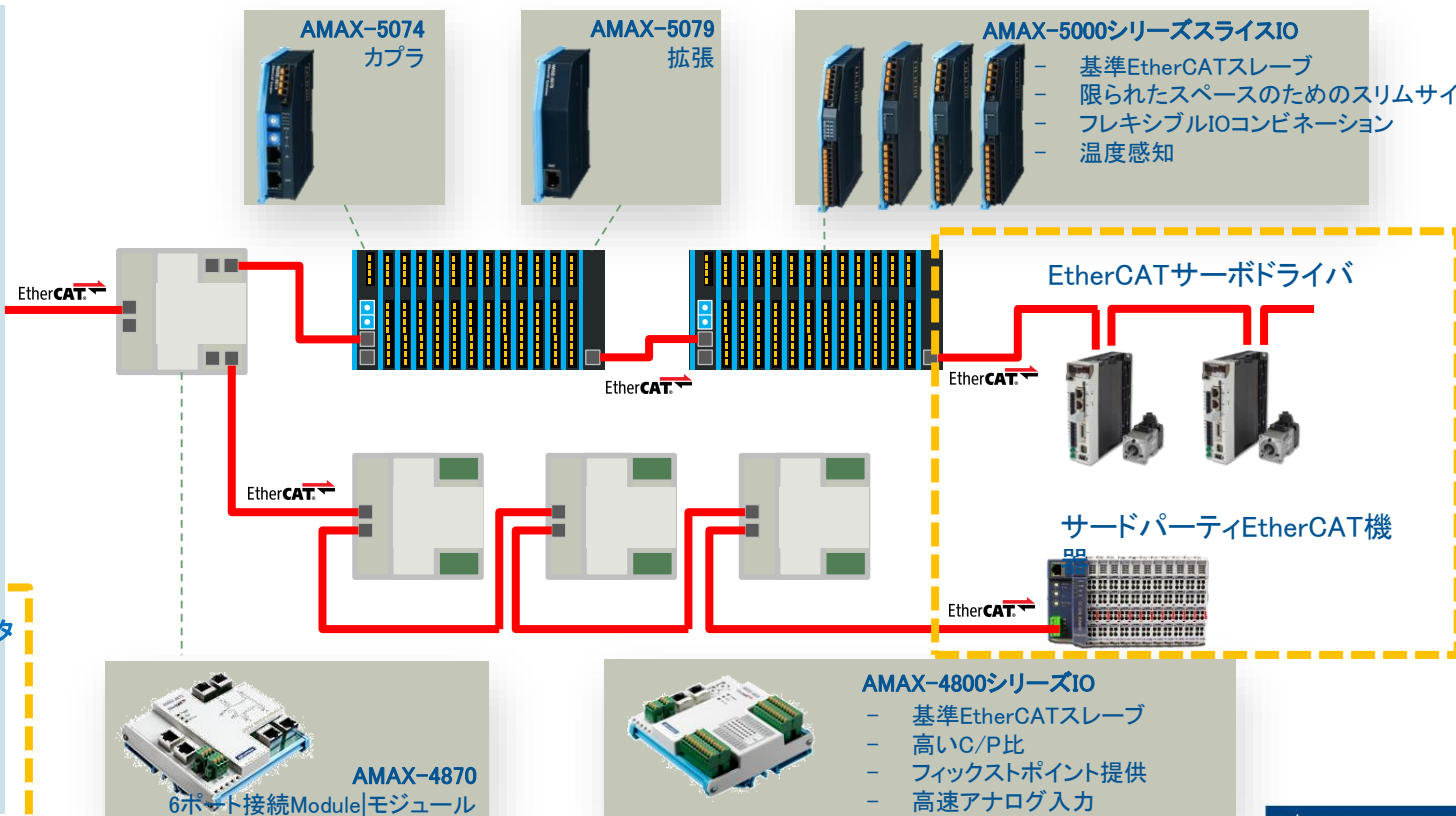 AMAX-5074
カプラ
AMAX-5079
拡張
AMAX-5000シリーズスライスIO
- 基準EtherCATスレーブ
- 限られたスペースのためのスリムサイ
- フレキシブルIOコンビネーション
- 温度感知
EtherCAT
EtherCAT
EtherCAT
EtherCATサーボドライバ
EtherCAT
サードパーティEtherCAT機
器
EtherCAT
タ
AMAX-4870
6ポート接続Module|モジュール
AMAX-4800シリーズIO
- 基準EtherCATスレーブ
- 高いC/P比
- フィックストポイント提供
- 高速アナログ入力